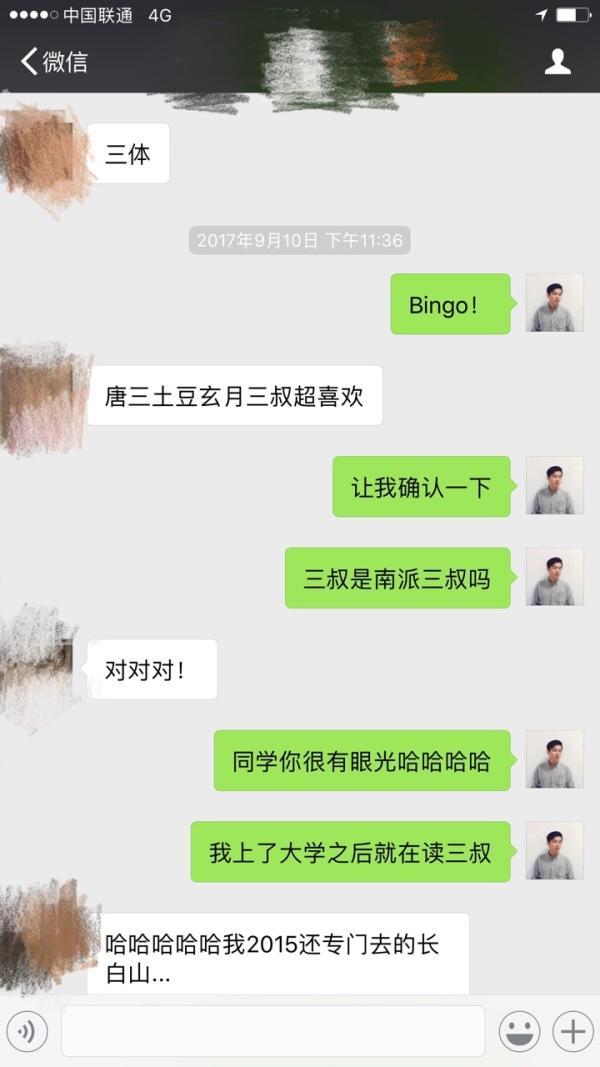 中国联通 4G
微信
三体
2017年9月10日 下午11:36
Bingo！
唐三土豆玄月三叔超喜欢
让我确认一下
三叔是南派三叔吗
对对对！
同学你很有眼光哈哈哈哈
我上了大学之后就在读三叔
哈哈哈哈哈我2015还专门去的长
白山...